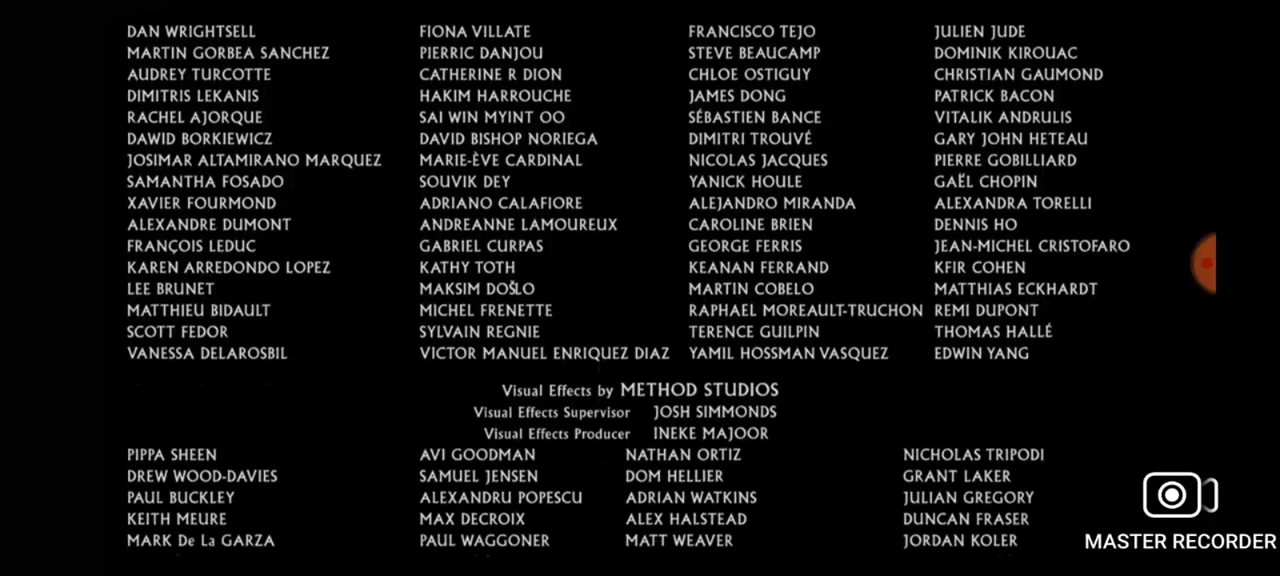 DAN WRIGHTSELL FIONA VILLATE FRANCISCO TEJO JULIEN JUDE
MARTIN GORBEA SANCHEZ PIERRIC DANJOU STEVE BEAUCAMP DOMINIK KIROUAC
AUDREY TURCOTTE CATHERINE R DION CHLOE OSTIGUY CHRISTIAN GAUMOND
DIMITRIS LEKANIS HAKIM HARROUCHE JAMES DONG PATRICK BACON
RACHEL AJORQUE SAI WIN MYINT OO SÉBASTIEN BANCE VITALIK ANDRULIS
DAWID BORKIEWICZ DAVID BISHOP NORIEGA DIMITRI TROUVÉ GARY JOHN HETEAU
JOSIMAR ALTAMIRANO MARQUEZ MARIE-ÈVE CARDINAL NICOLAS JACQUES PIERRE GOBILLIARD
SAMANTHA FOSADO SOUVIK DEY YANICK HOULE GAËL CHOPIN
XAVIER FOURMOND ADRIANO CALAFIORE ALEJANDRO MIRANDA ALEXANDRA TORELLI
ALEXANDRE DUMONT ANDREANNE LAMOUREUX CAROLINE BRIEN DENNIS HO
FRANÇOIS LEDUC GABRIEL CURPAS GEORGE FERRIS JEAN-MICHEL CRISTOFARO
KAREN ARREDONDO LOPEZ KATHY TOTH KEANAN FERRAND KFIR COHEN
LEE BRUNET MAKSIM DOŠLO MARTIN COBELO MATTHIAS ECKHARDT
MATTHIEU BIDAULT MICHEL FRENETTE RAPHAEL MOREAULT-TRUCHON REMI DUPONT
SCOTT FEDOR SYLVAIN REGNIE TERENCE GUILPIN THOMAS HALLÉ
VANESSA DELAROSBIL VICTOR MANUEL ENRIQUEZ DIAZ YAMIL HOSSMAN VASQUEZ EDWIN YANG
Visual Effects by METHOD STUDIOS
Visual Effects Supervisor JOSH SIMMONDS
Visual Effects Producer INEKE MAJOOR
PIPPA SHEEN AVI GOODMAN NATHAN ORTIZ NICHOLAS TRIPODI
DREW WOOD-DAVIES SAMUEL JENSEN DOM HELLIER GRANT LAKER
PAUL BUCKLEY ALEXANDRU POPESCU ADRIAN WATKINS JULIAN GREGORY
KEITH MEURE MAX DECROIX ALEX HALSTEAD DUNCAN FRASER
MARK De La GARZA PAUL WAGGONER MATT WEAVER JORDAN KOLER
MASTER RECORDER